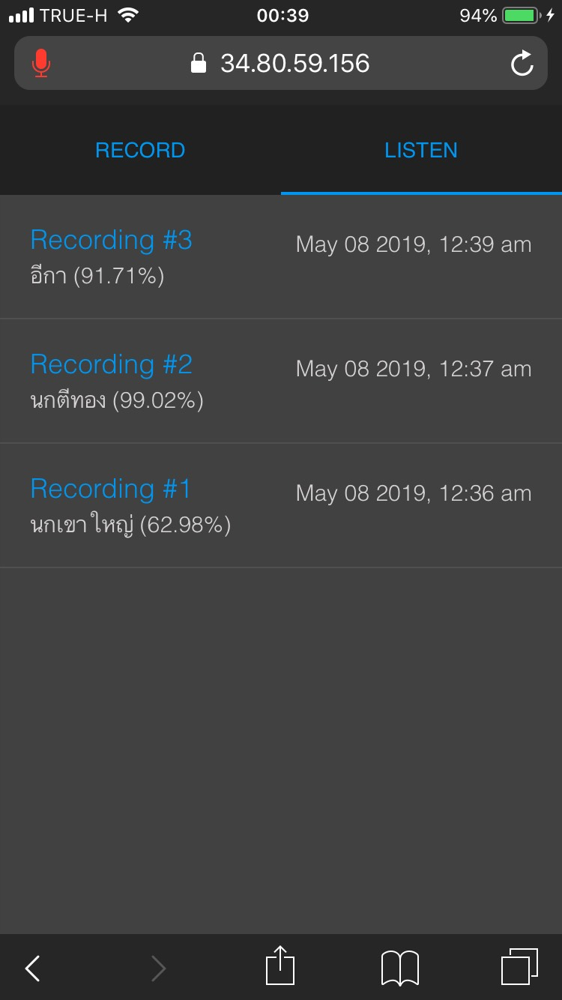 TRUE-H 00:39 94%
34.80.59.156
RECORD LISTEN
Recording #3 May 08 2019, 12:39 am
อีกา (91.71%)
Recording #2 May 08 2019, 12:37 am
นกตีทอง (99.02%)
Recording #1 May 08 2019, 12:36 am
นกเขาใหญ่ (62.98%)